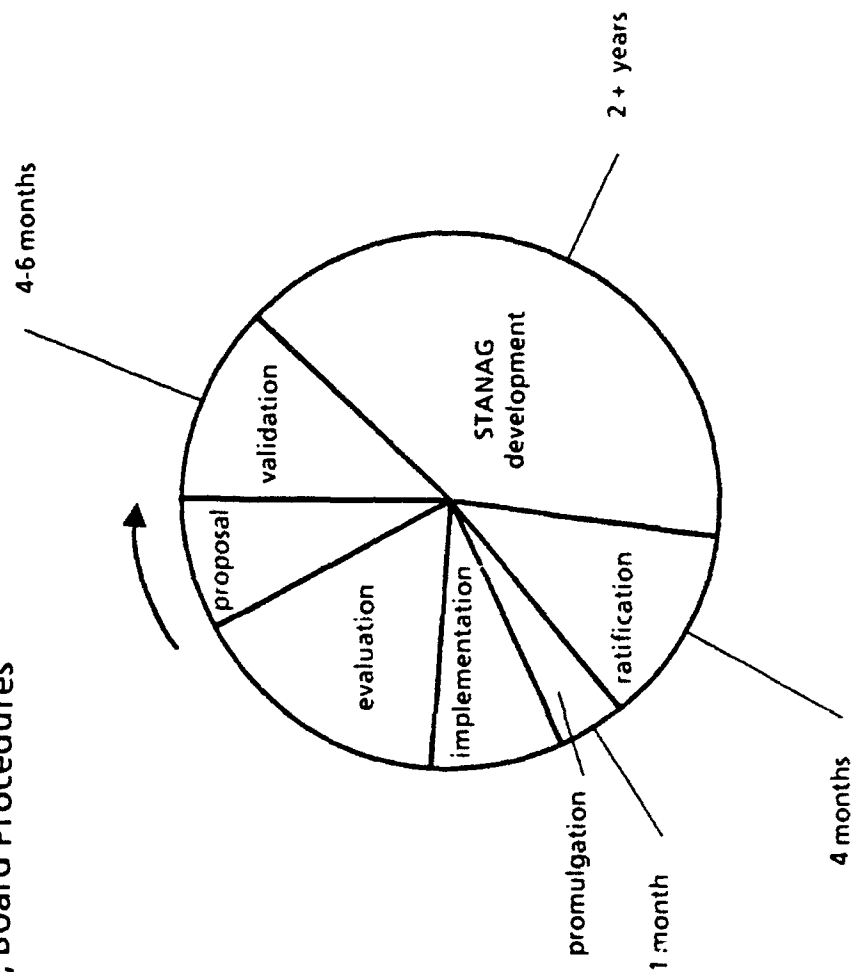 , Board Procedures
4-6 months
2 + years
validation
proposal
STANAG
development
evaluation
implementation
ratification
promulgation
1 month
4 months